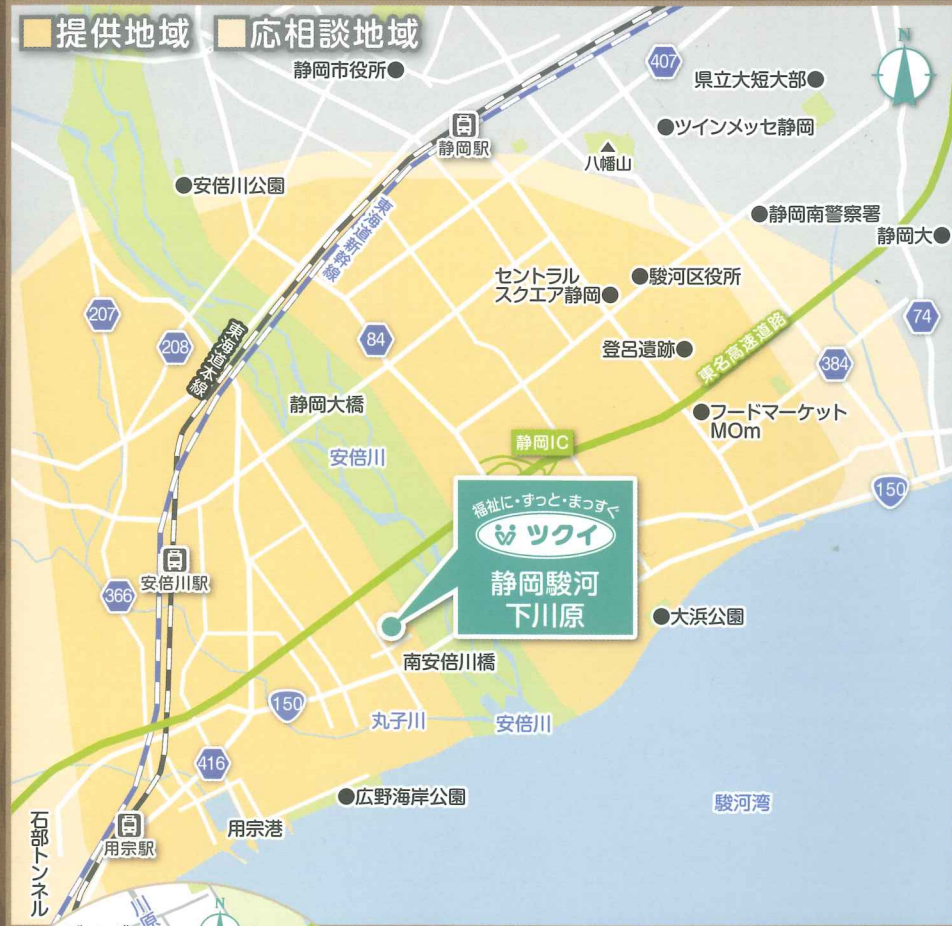 提供地域
応相談地域
N
静岡市役所
407
県立大短大部
静岡駅
ツインメッセ静岡
八幡山
安倍川公園
静岡南警察署
静岡大
東海道新幹線
セントラル
スクエア静岡
駿河区役所
207
208
84
74
東海道本線
登呂遺跡
東名高速道路
384
静岡大橋
フードマーケット
MOm
静岡IC
安倍川
150
福祉に・ずっと・まっすぐ
ツクイ
静岡駿河
下川原
安倍川駅
366
大浜公園
南安倍川橋
150
丸子川
安倍川
416
広野海岸公園
駿河湾
石部トンネル
用宗駅
用宗港
N